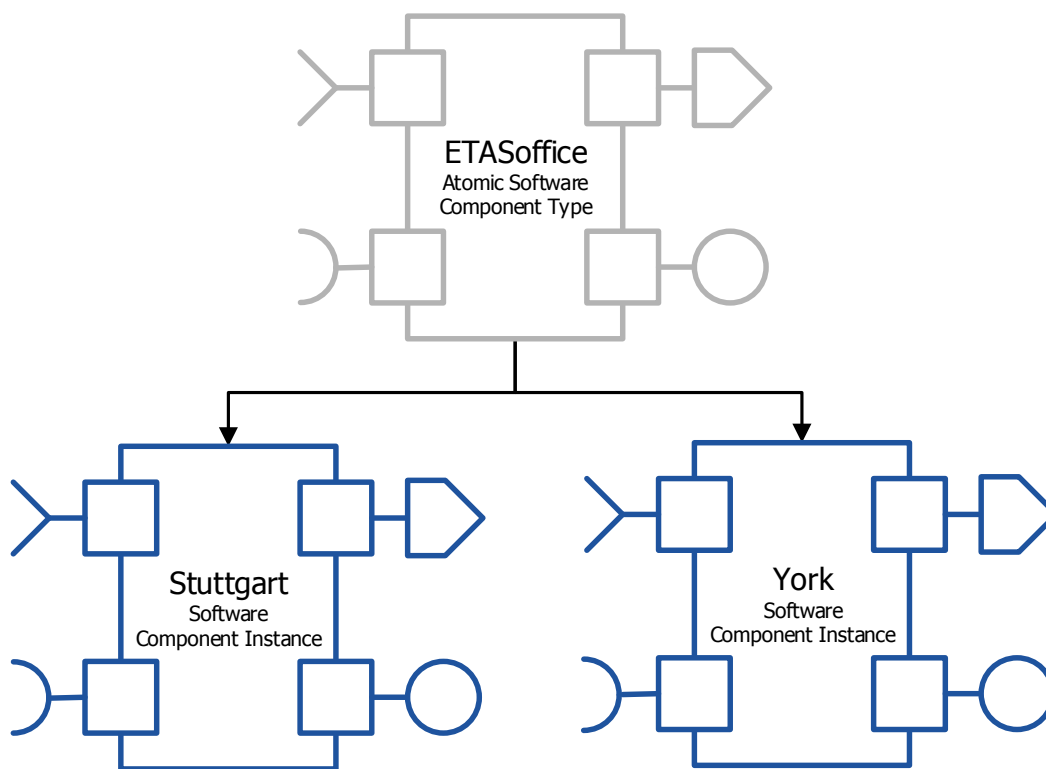 ETASoffice
Atomic Software
Component Type
Stuttgart
Software
Component Instance
York
Software
Component Instance